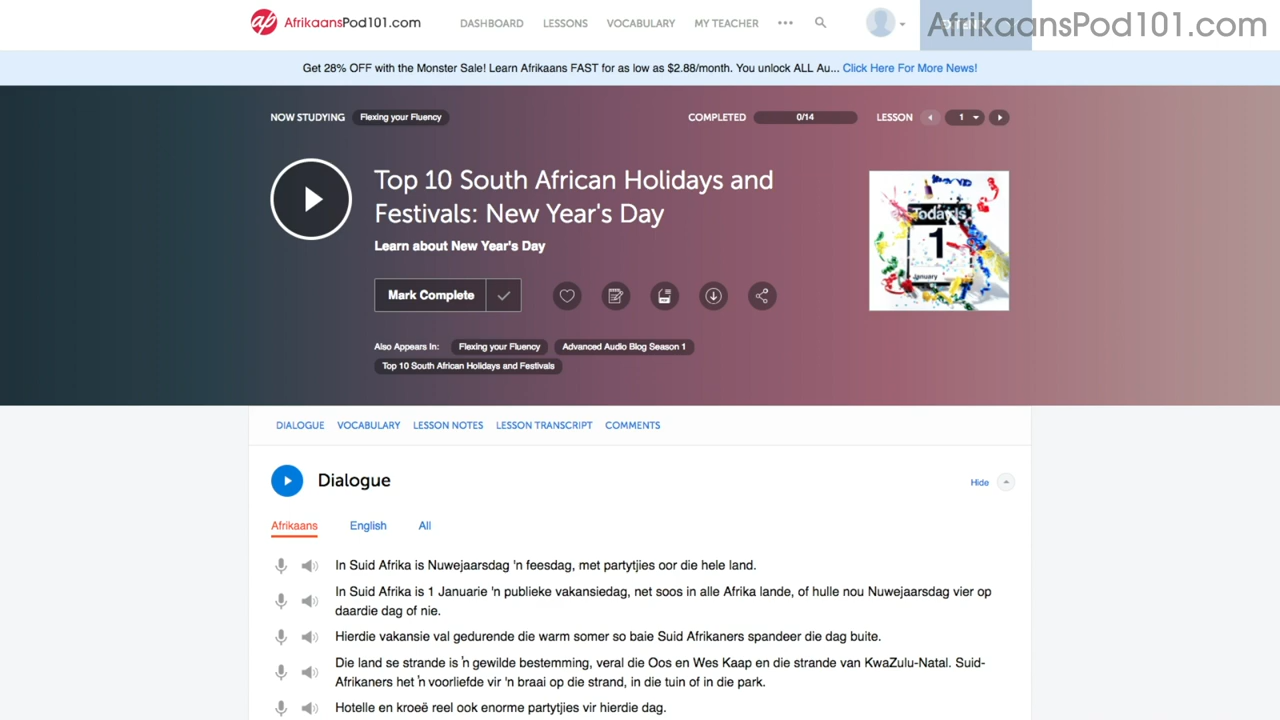 AfrikaansPod101.com
DASHBOARD LESSONS VOCABULARY MY TEACHER •••
AfrikaansPod101.com
Get 28% OFF with the Monster Sale! Learn Afrikaans FAST for as low as $2.88/month. You unlock ALL Au... Click Here For More News!
NOW STUDYING Flexing your Fluency COMPLETED 0/14 LESSON 1
Top 10 South African Holidays and
Festivals: New Year's Day
Learn about New Year's Day
Today is
1
January
Mark Complete
Also Appears In: Flexing your Fluency Advanced Audio Blog Season 1
Top 10 South African Holidays and Festivals
DIALOGUE VOCABULARY LESSON NOTES LESSON TRANSCRIPT COMMENTS
Dialogue Hide
Afrikaans English All
In Suid Afrika is Nuwejaarsdag 'n feesdag, met partytjies oor die hele land.
In Suid Afrika is 1 Januarie 'n publieke vakansiedag, net soos in alle Afrika lande, of hulle nou Nuwejaarsdag vier op
daardie dag of nie.
Hierdie vakansie val gedurende die warm somer so baie Suid Afrikaners spandeer die dag buite.
Die land se strande is ŉ gewilde bestemming, veral die Oos en Wes Kaap en die strande van KwaZulu-Natal. Suid-
Afrikaners het ŉ voorliefde vir 'n braai op die strand, in die tuin of in die park.
Hotelle en kroeë reel ook enorme partytjies vir hierdie dag.